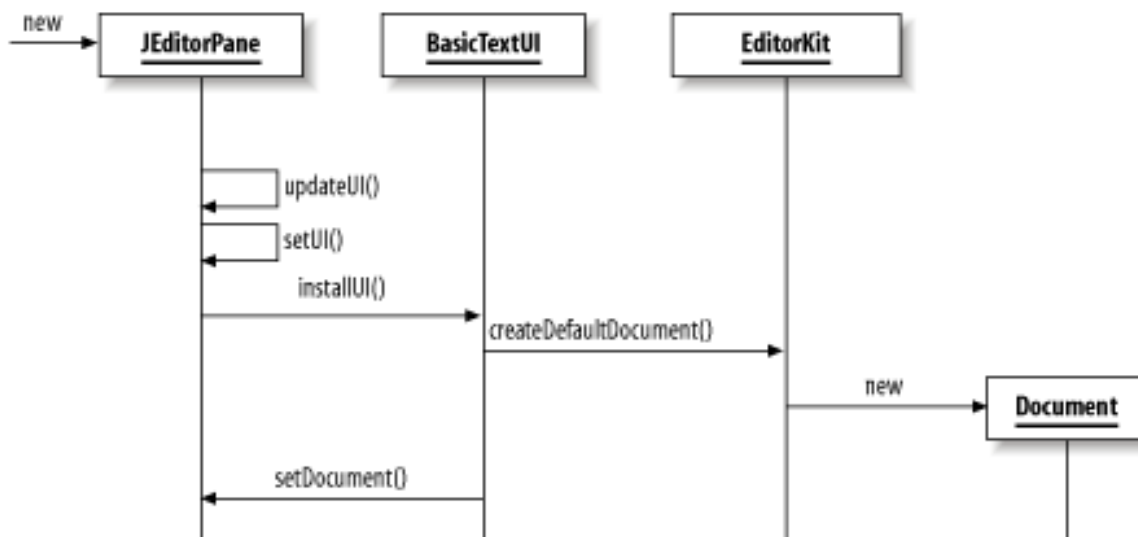 new
JEditorPane
BasicTextUI
EditorKit
updateUI()
setUI()
installUI()
createDefaultDocument()
new
Document
setDocument()